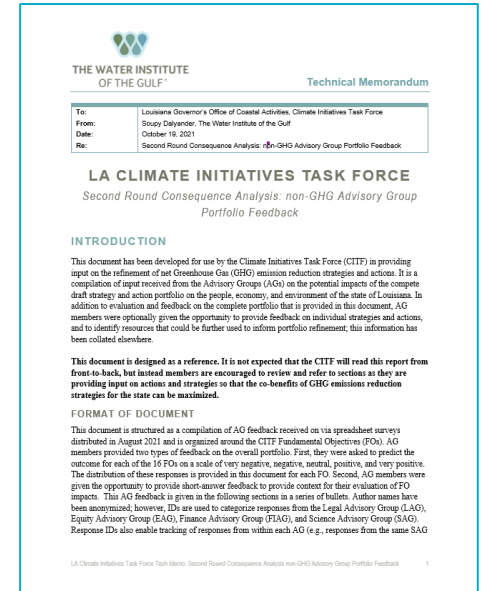 THE WATER INSTITUTE
OF THE GULF
Technical Memorandum
To: Louisiana Governor's Office of Coastal Activities, Climate Initiatives Task Force
From: Soupy Dalyander, The Water Institute of the Gulf
Date: October 19, 2021
Re: Second Round Consequence Analysis: non-GHG Advisory Group Portfolio Feedback
LA CLIMATE INITIATIVES TASK FORCE
Second Round Consequence Analysis: non-GHG Advisory Group
Portfolio Feedback
INTRODUCTION
This document has been developed for use by the Climate Initiatives Task Force (CITF) in providing
input on the refinement of net Greenhouse Gas (GHG) emission reduction strategies and actions. It is a
compilation of input received from the Advisory Groups (AGs) on the potential impacts of the compete
draft strategy and action portfolio on the people, economy, and environment of the state of Louisiana. In
addition to evaluation and feedback on the complete portfolio that is provided in this document, AG
members were optionally given the opportunity to provide feedback on individual strategies and actions,
and to identify resources that could be further used to inform portfolio refinement; this information has
been collated elsewhere.
This document is designed as a reference. It is not expected that the CITF will read this report from
front-to-back, but instead members are encouraged to review and refer to sections as they are
providing input on actions and strategies so that the co-benefits of GHG emissions reduction
strategies for the state can be maximized.
FORMAT OF DOCUMENT
This document is structured as a compilation of AG feedback received on via spreadsheet surveys
distributed in August 2021 and is organized around the CITF Fundamental Objectives (FOs). AG
members provided two types of feedback on the overall portfolio. First, they were asked to predict the
outcome for each of the 16 FOs on a scale of very negative, negative, neutral, positive, and very positive.
The distribution of these responses is provided in this document for each FO. Second, AG members were
given the opportunity to provide short-answer feedback to provide context for their evaluation of FO
impacts. This AG feedback is given in the following sections in a series of bullets. Author names have
been anonymized; however, IDs are used to categorize responses from the Legal Advisory Group (LAG),
Equity Advisory Group (EAG), Finance Advisory Group (FIAG), and Science Advisory Group (SAG).
Response IDs also enable tracking of responses from within each AG (e.g., responses from the same SAG
LA Climate Initiatives Task Force Tech Memo: Second Round Consequence Analysis non-GHG Advisory Group Portfolio Feedback 1